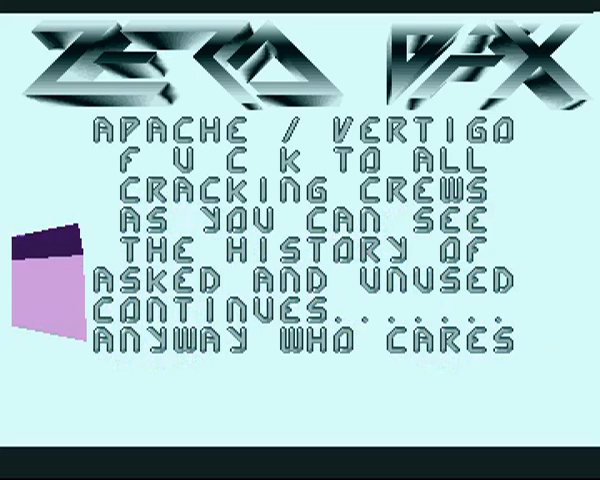 ZERO D-X
APACHE / VERTIGO
F U C K TO ALL
CRACKING CREWS
AS YOU CAN SEE
THE HISTORY OF
ASKED AND UNUSED
CONTINUES.......
ANYWAY WHO CARES